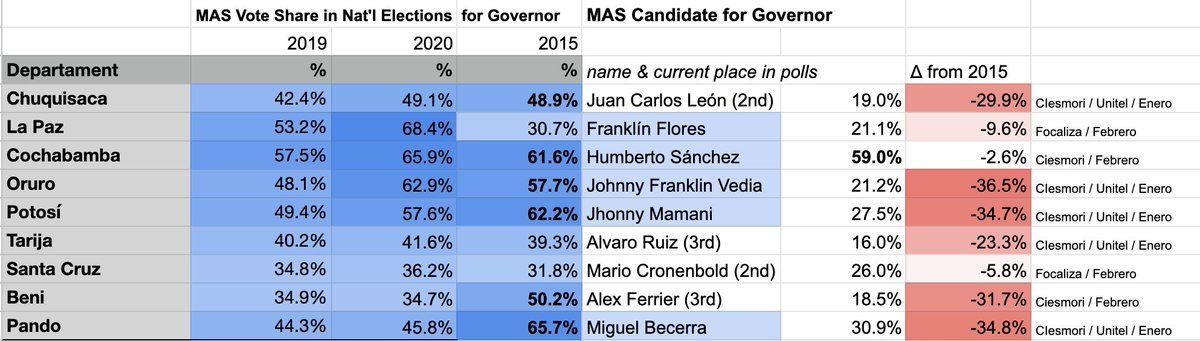 MAS Vote Share in Nat'l Elections for Governor MAS Candidate for Governor
2019 2020 2015
Departament % % % name & current place in polls Δ from 2015
Chuquisaca 42.4% 49.1% 48.9% Juan Carlos León (2nd) 19.0% -29.9% Clesmori / Unitel / Enero
La Paz 53.2% 68.4% 30.7% Franklín Flores 21.1% -9.6% Focaliza / Febrero
Cochabamba 57.5% 65.9% 61.6% Humberto Sánchez 59.0% -2.6% Ciesmori / Febrero
Oruro 48.1% 62.9% 57.7% Johnny Franklin Vedia 21.2% -36.5% Clesmori / Unitel / Enero
Potosí 49.4% 57.6% 62.2% Jhonny Mamani 27.5% -34.7% Clesmori / Unitel / Enero
Tarija 40.2% 41.6% 39.3% Alvaro Ruiz (3rd) 16.0% -23.3% Clesmori / Unitel / Enero
Santa Cruz 34.8% 36.2% 31.8% Mario Cronenbold (2nd) 26.0% -5.8% Focaliza / Febrero
Beni 34.9% 34.7% 50.2% Alex Ferrier (3rd) 18.5% -31.7% Ciesmori / Febrero
Pando 44.3% 45.8% 65.7% Miguel Becerra 30.9% -34.8% Clesmori / Unitel / Enero